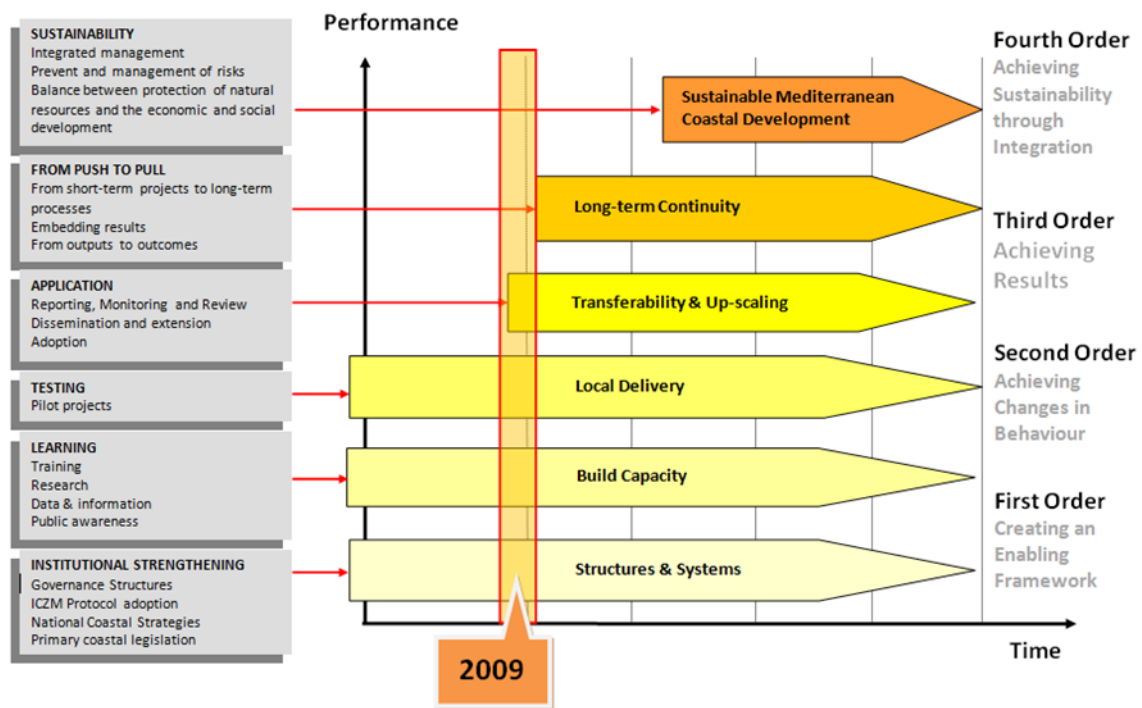 Performance
SUSTAINABILITY
Integrated management
Prevent and management of risks
Balance between protection of natural
resources and the economic and social
development
FROM PUSH TO PULL
From short-term projects to long-term
processes
Embedding results
From outputs to outcomes
APPLICATION
Reporting, Monitoring and Review
Dissemination and extension
Adoption
TESTING
Pilot projects
LEARNING
Training
Research
Data & information
Public awareness
INSTITUTIONAL STRENGTHENING
Governance Structures
ICZM Protocol adoption
National Coastal Strategies
Primary coastal legislation
Sustainable Mediterranean
Coastal Development
Long-term Continuity
Transferability & Up-scaling
Local Delivery
Build Capacity
Structures & Systems
2009
Time
Fourth Order
Achieving
Sustainability
through
Integration
Third Order
Achieving
Results
Second Order
Achieving
Changes in
Behaviour
First Order
Creating an
Enabling
Framework